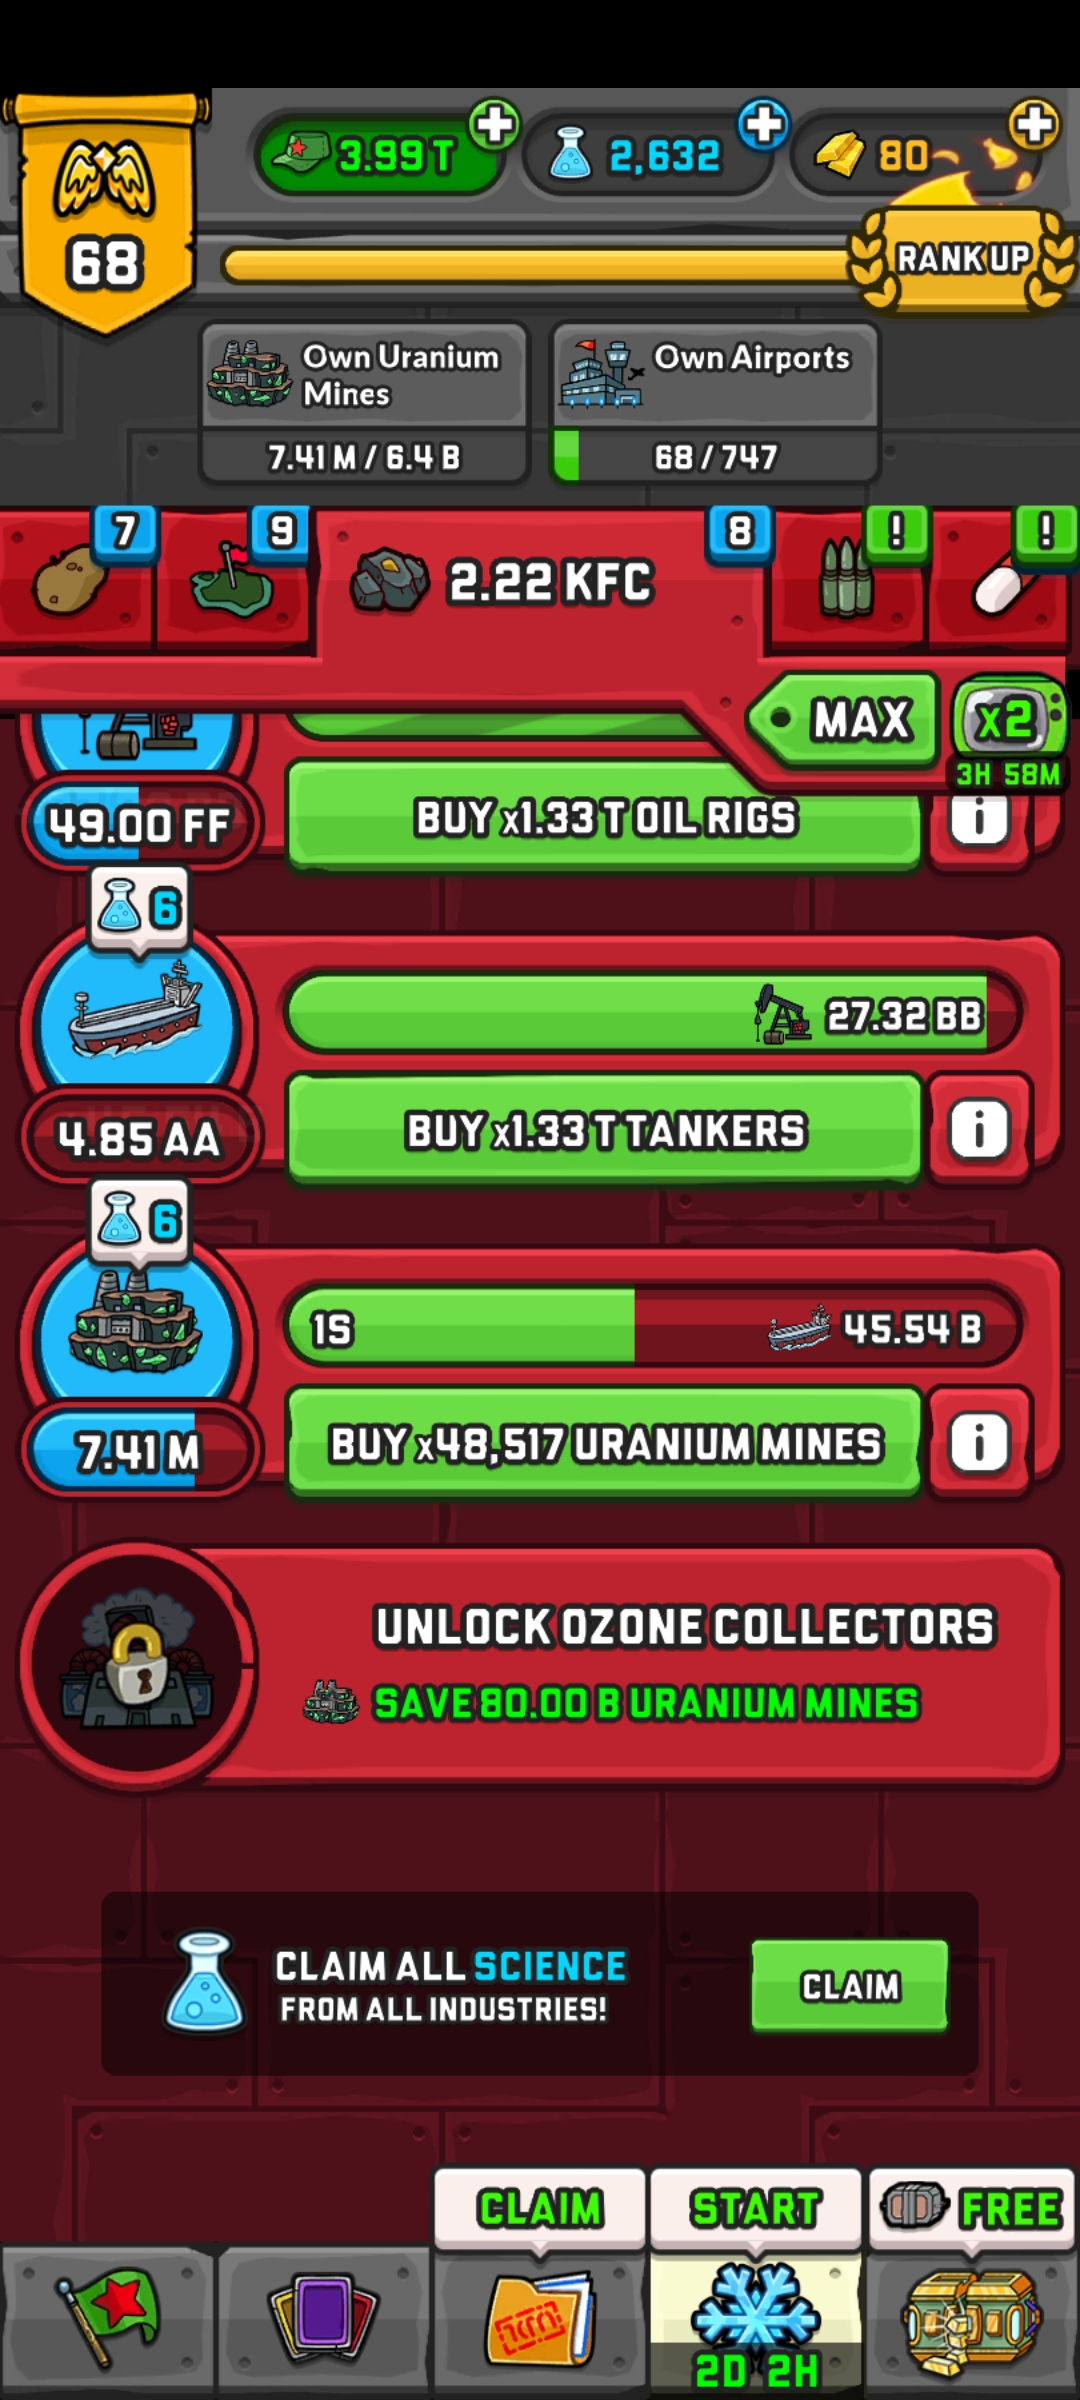 3.99 T
2,632
80
68
RANK UP
Own Uranium
Mines
7.41 M / 6.4 B
Own Airports
68 / 747
7
9
2.22 KFC
8
!
!
MAX
x2
3H 58M
49.00 FF
BUY x1.33 T OIL RIGS
i
6
27.32 BB
4.85 AA
BUY x1.33 T TANKERS
i
6
1S
45.54 B
7.41 M
BUY x48,517 URANIUM MINES
i
UNLOCK OZONE COLLECTORS
SAVE 80.00 B URANIUM MINES
CLAIM ALL SCIENCE
FROM ALL INDUSTRIES!
CLAIM
CLAIM
START
FREE
2D 2H